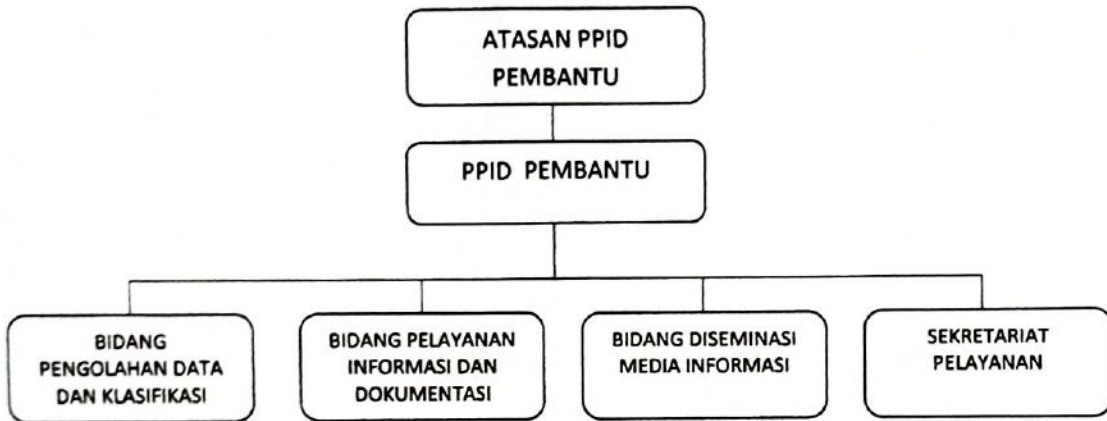 ATASAN PPID
PEMBANTU
PPID PEMBANTU
BIDANG
PENGOLAHAN DATA
DAN KLASIFIKASI
BIDANG PELAYANAN
INFORMASI DAN
DOKUMENTASI
BIDANG DISEMINASI
MEDIA INFORMASI
SEKRETARIAT
PELAYANAN